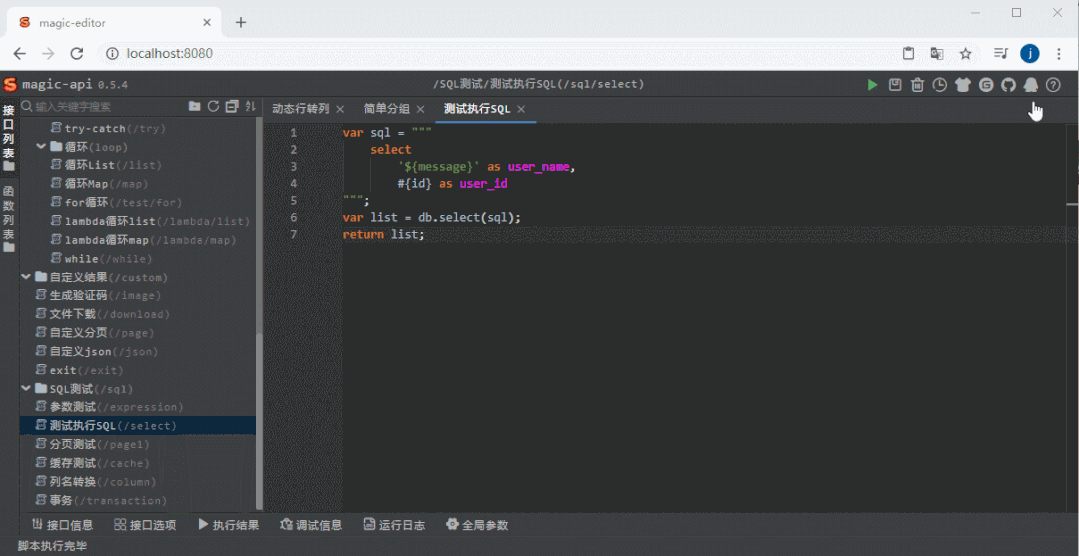 magic-editor
localhost:8080
j
magic-api 0.5.4
/SQL测试/测试执行SQL(/sql/select)
接口列表
函数列表
输入关键字搜索
try-catch(/try)
循环(loop)
循环List(/list)
循环Map(/map)
for循环(/test/for)
lambda循环list(/lambda/list)
lambda循环map(/lambda/map)
while(/while)
自定义结果(/custom)
生成验证码(/image)
文件下载(/download)
自定义分页(/page)
自定义json(/json)
exit(/exit)
SQL测试(/sql)
参数测试(/expression)
测试执行SQL(/select)
分页测试(/page1)
缓存测试(/cache)
列名转换(/column)
事务(/transaction)
动态行转列 简单分组 测试执行SQL
1 var sql = """
2 select
3 '${message}' as user_name,
4 #{id} as user_id
5 """;
6 var list = db.select(sql);
7 return list;
接口信息 接口选项 执行结果 调试信息 运行日志 全局参数
脚本执行完毕